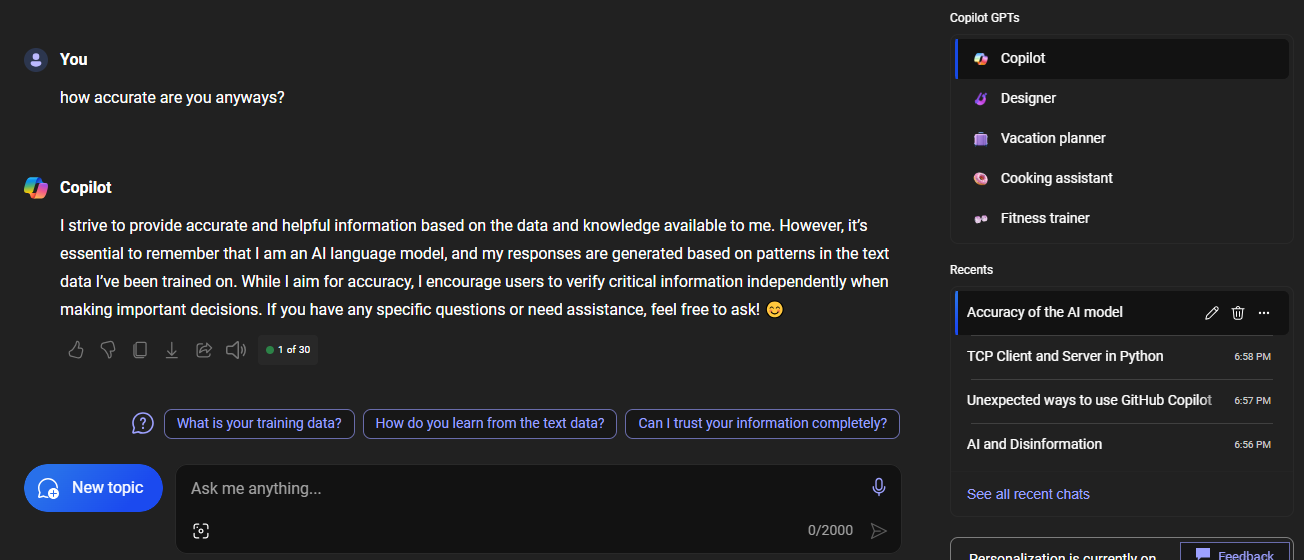 You
how accurate are you anyways?
Copilot
I strive to provide accurate and helpful information based on the data and knowledge available to me. However, it's
essential to remember that I am an AI language model, and my responses are generated based on patterns in the text
data I've been trained on. While I aim for accuracy, I encourage users to verify critical information independently when
making important decisions. If you have any specific questions or need assistance, feel free to ask! 😊
1 of 30
What is your training data?
How do you learn from the text data?
Can I trust your information completely?
New topic
Ask me anything...
0/2000
Copilot GPTs
Copilot
Designer
Vacation planner
Cooking assistant
Fitness trainer
Recents
Accuracy of the AI model
TCP Client and Server in Python 6:58 PM
Unexpected ways to use GitHub Copilot 6:57 PM
AI and Disinformation 6:56 PM
See all recent chats
Personalization is currently on
Feedback